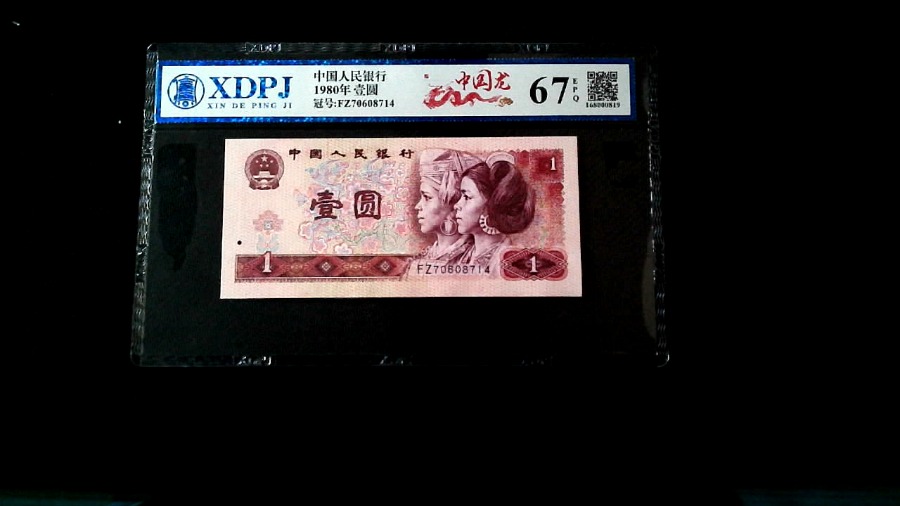 XDPJ
XIN DE PING JI
中国人民银行
1980年 壹圆
冠号:FZ70608714
中国龙
67
EPQ
168000819
中国人民银行
壹圆
1
1
FZ70608714
1